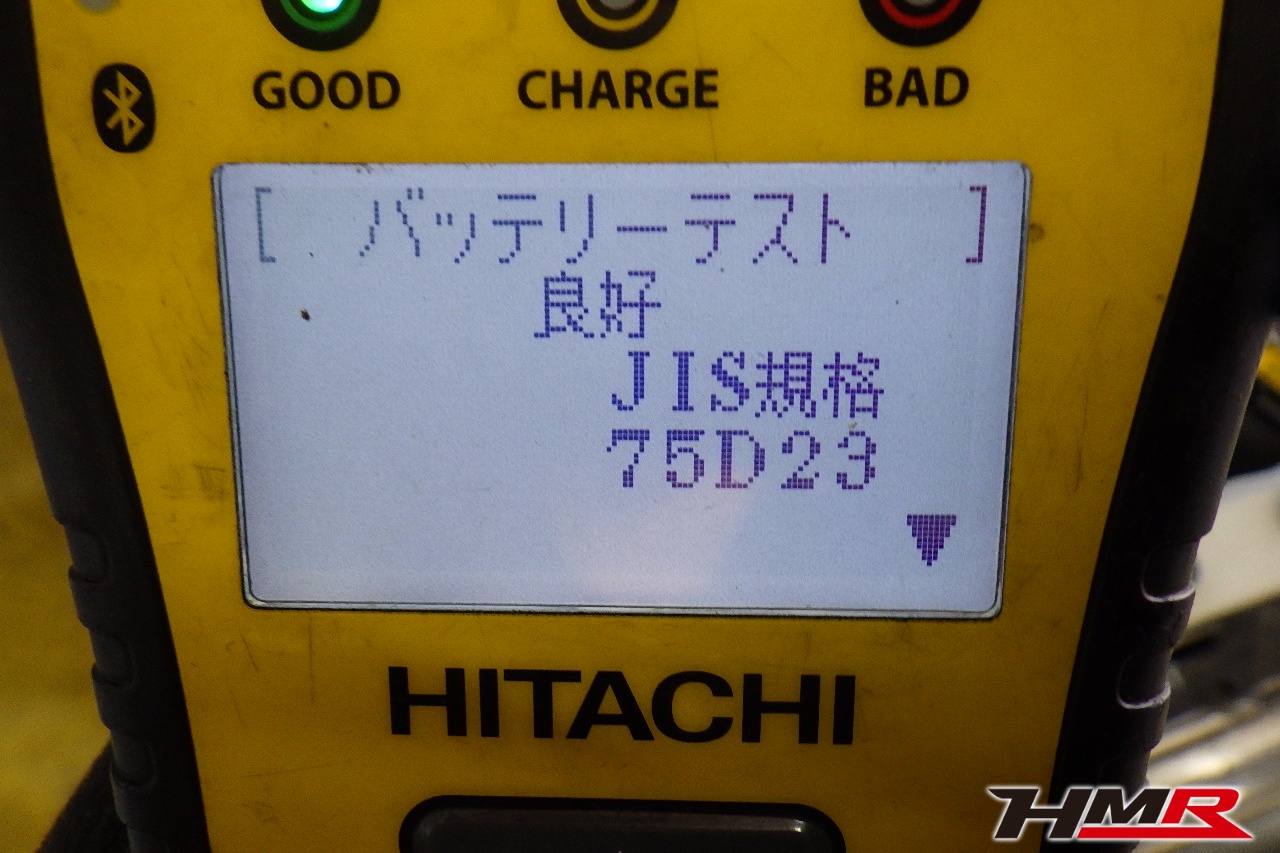 GOOD CHARGE BAD
[ バッテリーテスト ]
良好
JIS規格
75D23
▼
HITACHI
HMR